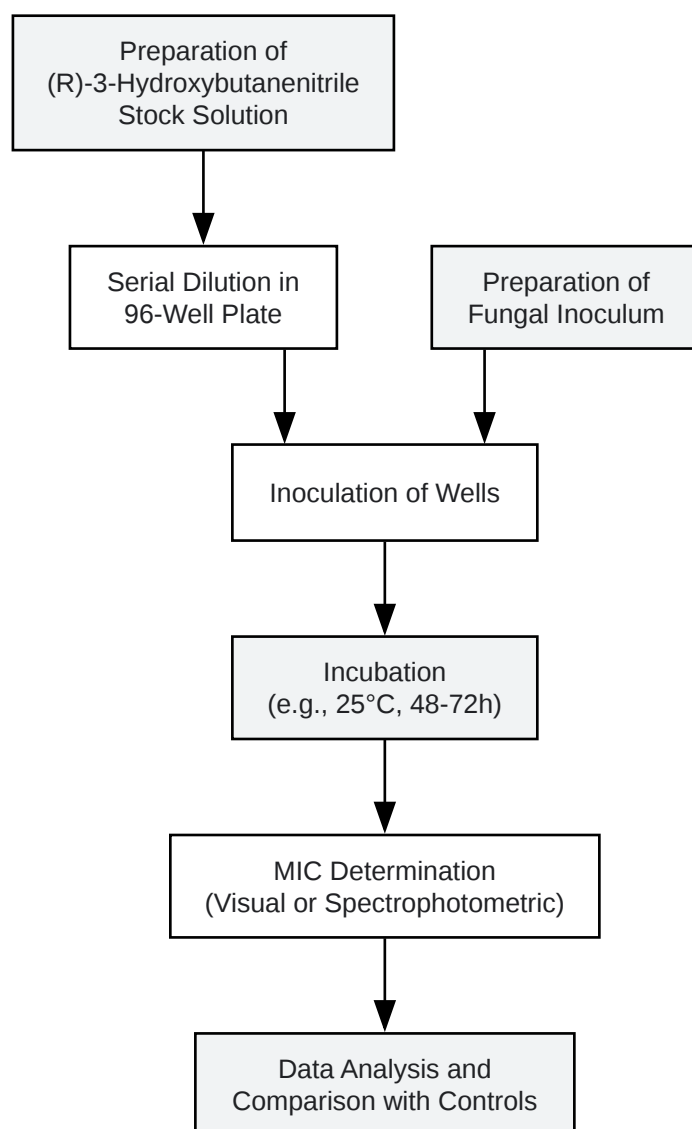 Preparation of
(R)-3-Hydroxybutanenitrile
Stock Solution
Serial Dilution in
96-Well Plate
Preparation of
Fungal Inoculum
Inoculation of Wells
Incubation
(e.g., 25°C, 48-72h)
MIC Determination
(Visual or Spectrophotometric)
Data Analysis and
Comparison with Controls